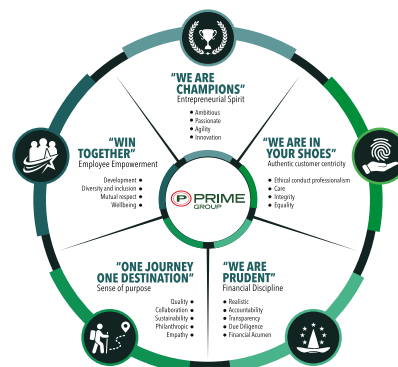 "WE ARE
CHAMPIONS"
Entrepreneurial Spirit
• Ambitious
• Passionate
• Agility
• Innovation
"WIN
TOGETHER"
Employee Empowerment
Development •
Diversity and inclusion •
Mutual respect •
Wellbeing •
"WE ARE IN
YOUR SHOES"
Authentic customer centricity
• Ethical conduct professionalism
• Care
• Integrity
• Equality
P PRIME
GROUP
"ONE JOURNEY
ONE DESTINATION"
Sense of purpose
Quality •
Collaboration •
Sustainability •
Philanthropic •
Empathy •
"WE ARE
PRUDENT"
Financial Discipline
• Realistic
• Accountability
• Transparency
• Due Diligence
• Financial Acumen